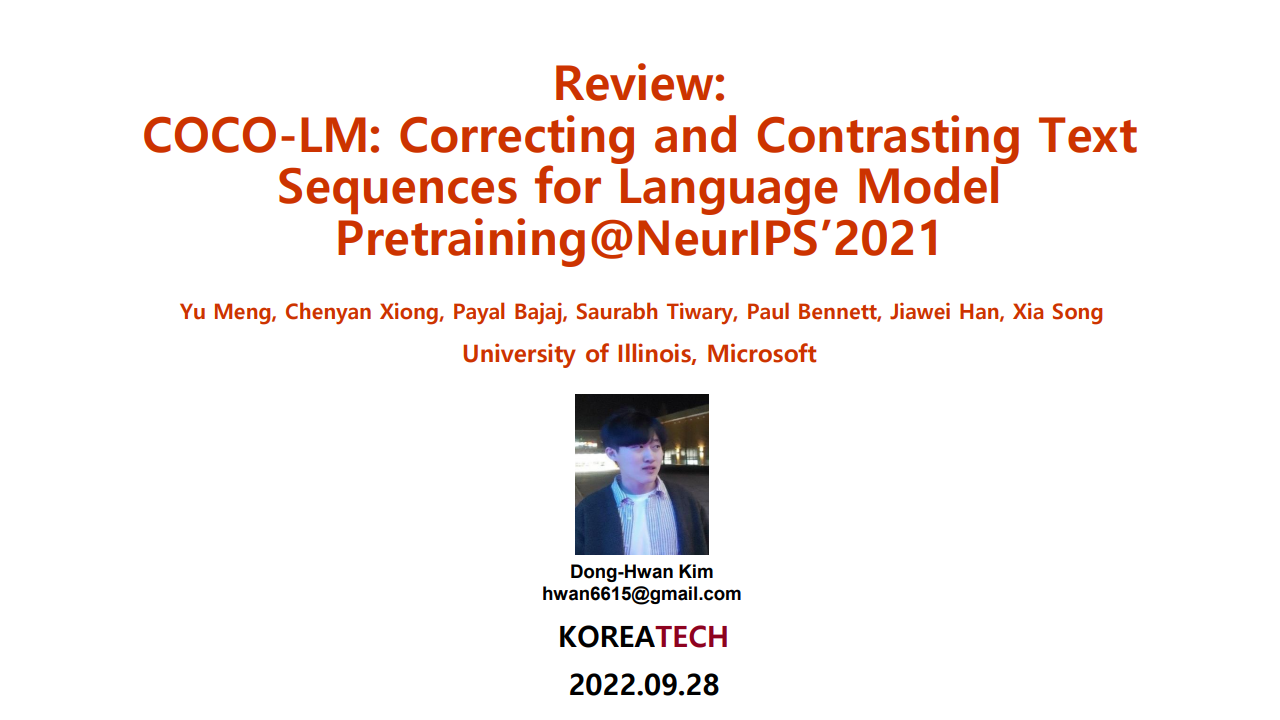 Review:
COCO-LM: Correcting and Contrasting Text
Sequences for Language Model
Pretraining@NeurIPS’2021
Yu Meng, Chenyan Xiong, Payal Bajaj, Saurabh Tiwary, Paul Bennett, Jiawei Han, Xia Song
University of Illinois, Microsoft
Dong-Hwan Kim
hwan6615@gmail.com
KOREATECH
2022.09.28